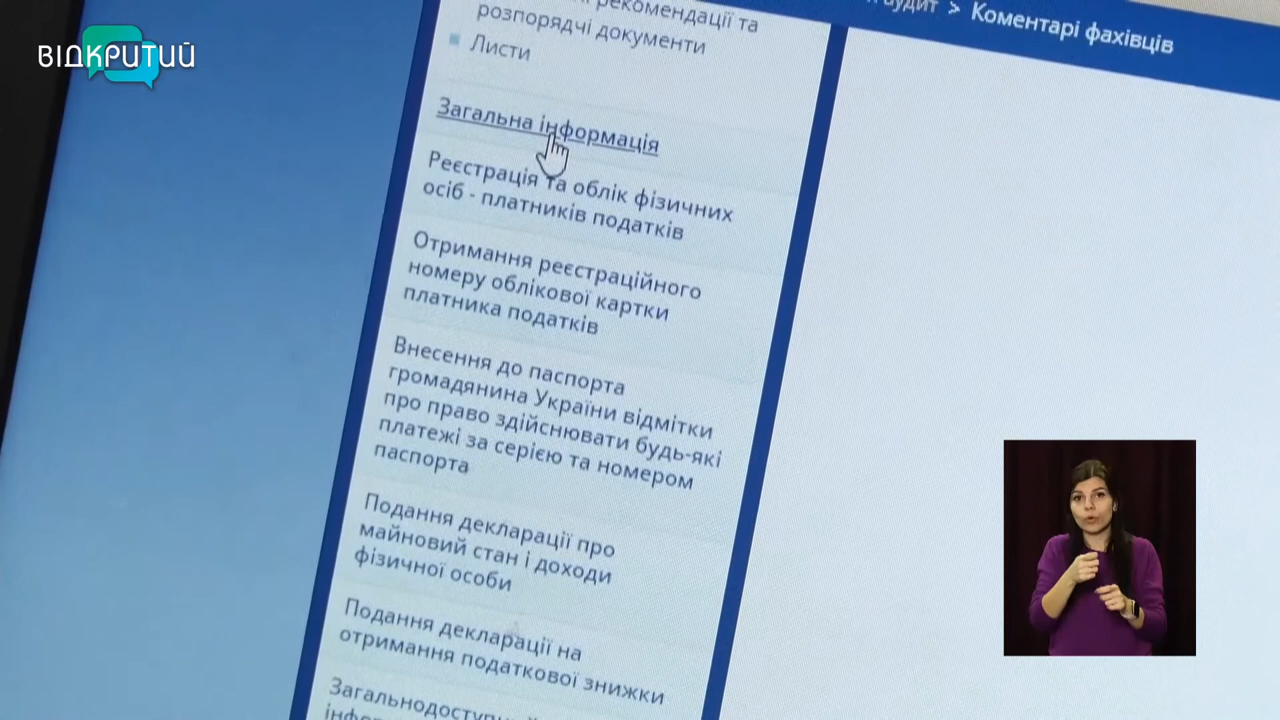 ВІДКРИТИЙ
рекомендації та
розпорядчі документи
Листи
аудит > Коментарі фахівців
Загальна інформація
Реєстрація та облік фізичних
осіб - платників податків
Отримання реєстраційного
номеру облікової картки
платника податків
Внесення до паспорта
громадянина України відмітки
про право здійснювати будь-які
платежі за серією та номером
паспорта
Подання декларації про
майновий стан і доходи
фізичної особи
Подання декларації на
отримання податкової знижки